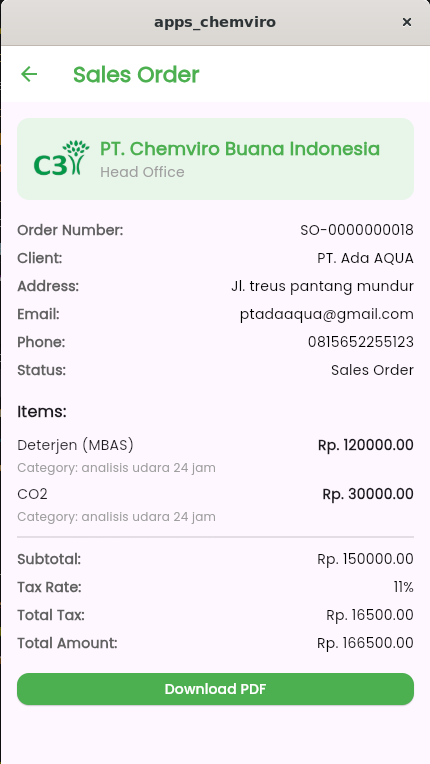 apps_chemviro
Sales Order
C3
PT. Chemviro Buana Indonesia
Head Office
Order Number: SO-0000000018
Client: PT. Ada AQUA
Address: Jl. treus pantang mundur
Email: ptadaaqua@gmail.com
Phone: 0815652255123
Status: Sales Order
Items:
Deterjen (MBAS) Rp. 120000.00
Category: analisis udara 24 jam
CO2 Rp. 30000.00
Category: analisis udara 24 jam
Subtotal: Rp. 150000.00
Tax Rate: 11%
Total Tax: Rp. 16500.00
Total Amount: Rp. 166500.00
Download PDF